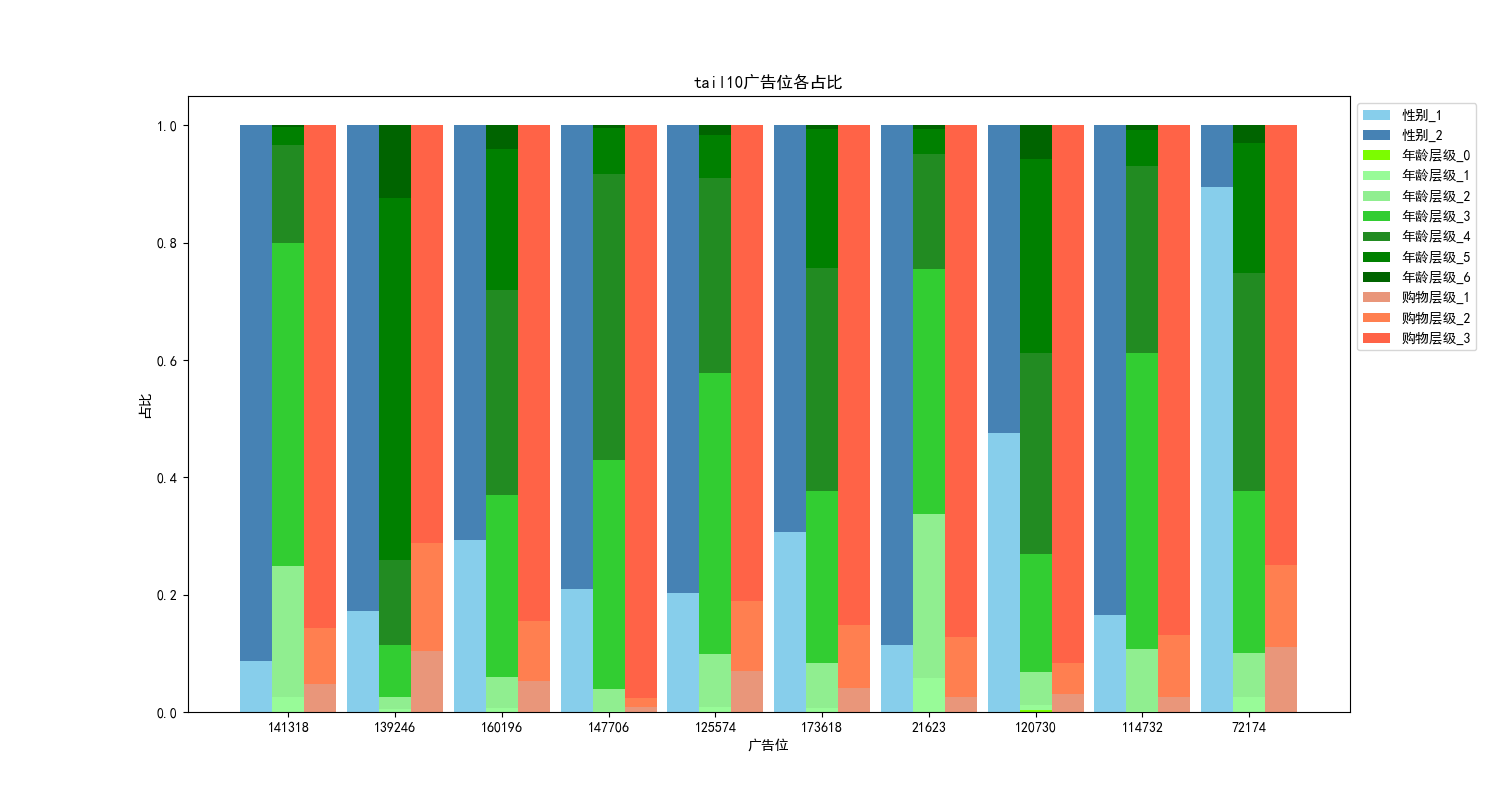 tail10广告位各占比
1.0
0.8
0.6
0.4
0.2
0.0
占比
141318
139246
160196
147706
125574
173618
21623
120730
114732
72174
广告位
性别_1
性别_2
年龄层级_0
年龄层级_1
年龄层级_2
年龄层级_3
年龄层级_4
年龄层级_5
年龄层级_6
购物层级_1
购物层级_2
购物层级_3